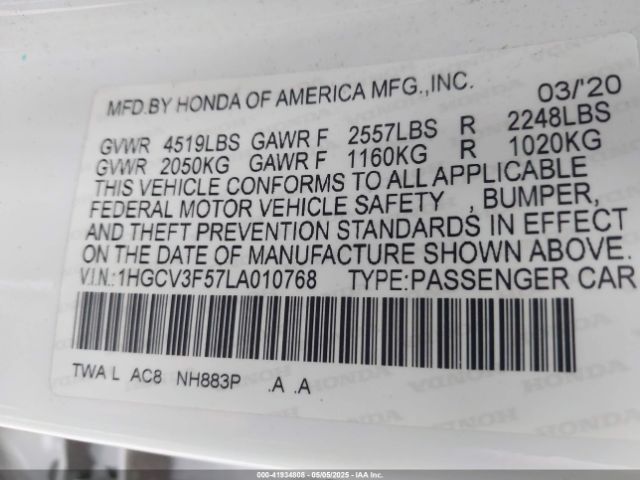 MFD.BY HONDA OF AMERICA MFG.,INC. 03/'20
GVWR 4519LBS GAWR F 2557LBS R 2248LBS
GVWR 2050KG GAWR F 1160KG R 1020KG
THIS VEHICLE CONFORMS TO ALL APPLICABLE
FEDERAL MOTOR VEHICLE SAFETY , BUMPER,
AND THEFT PREVENTION STANDARDS IN EFFECT
ON THE DATE OF MANUFACTURE SHOWN ABOVE.
V.I.N.:1HGCV3F57LA010768 TYPE:PASSENGER CAR
TWA L AC8 NH883P .A .A
HONDA
©00-41934808 - 05/05/2025 - IAA Inc.